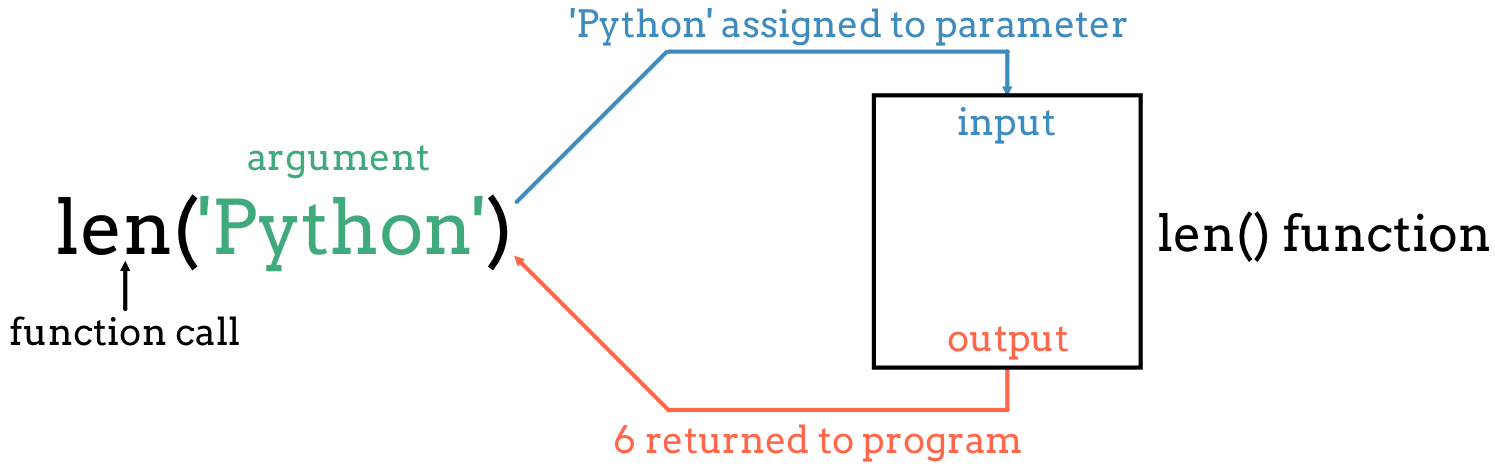 'Python' assigned to parameter
input
argument
len('Python')
len() function
function call
output
6 returned to program